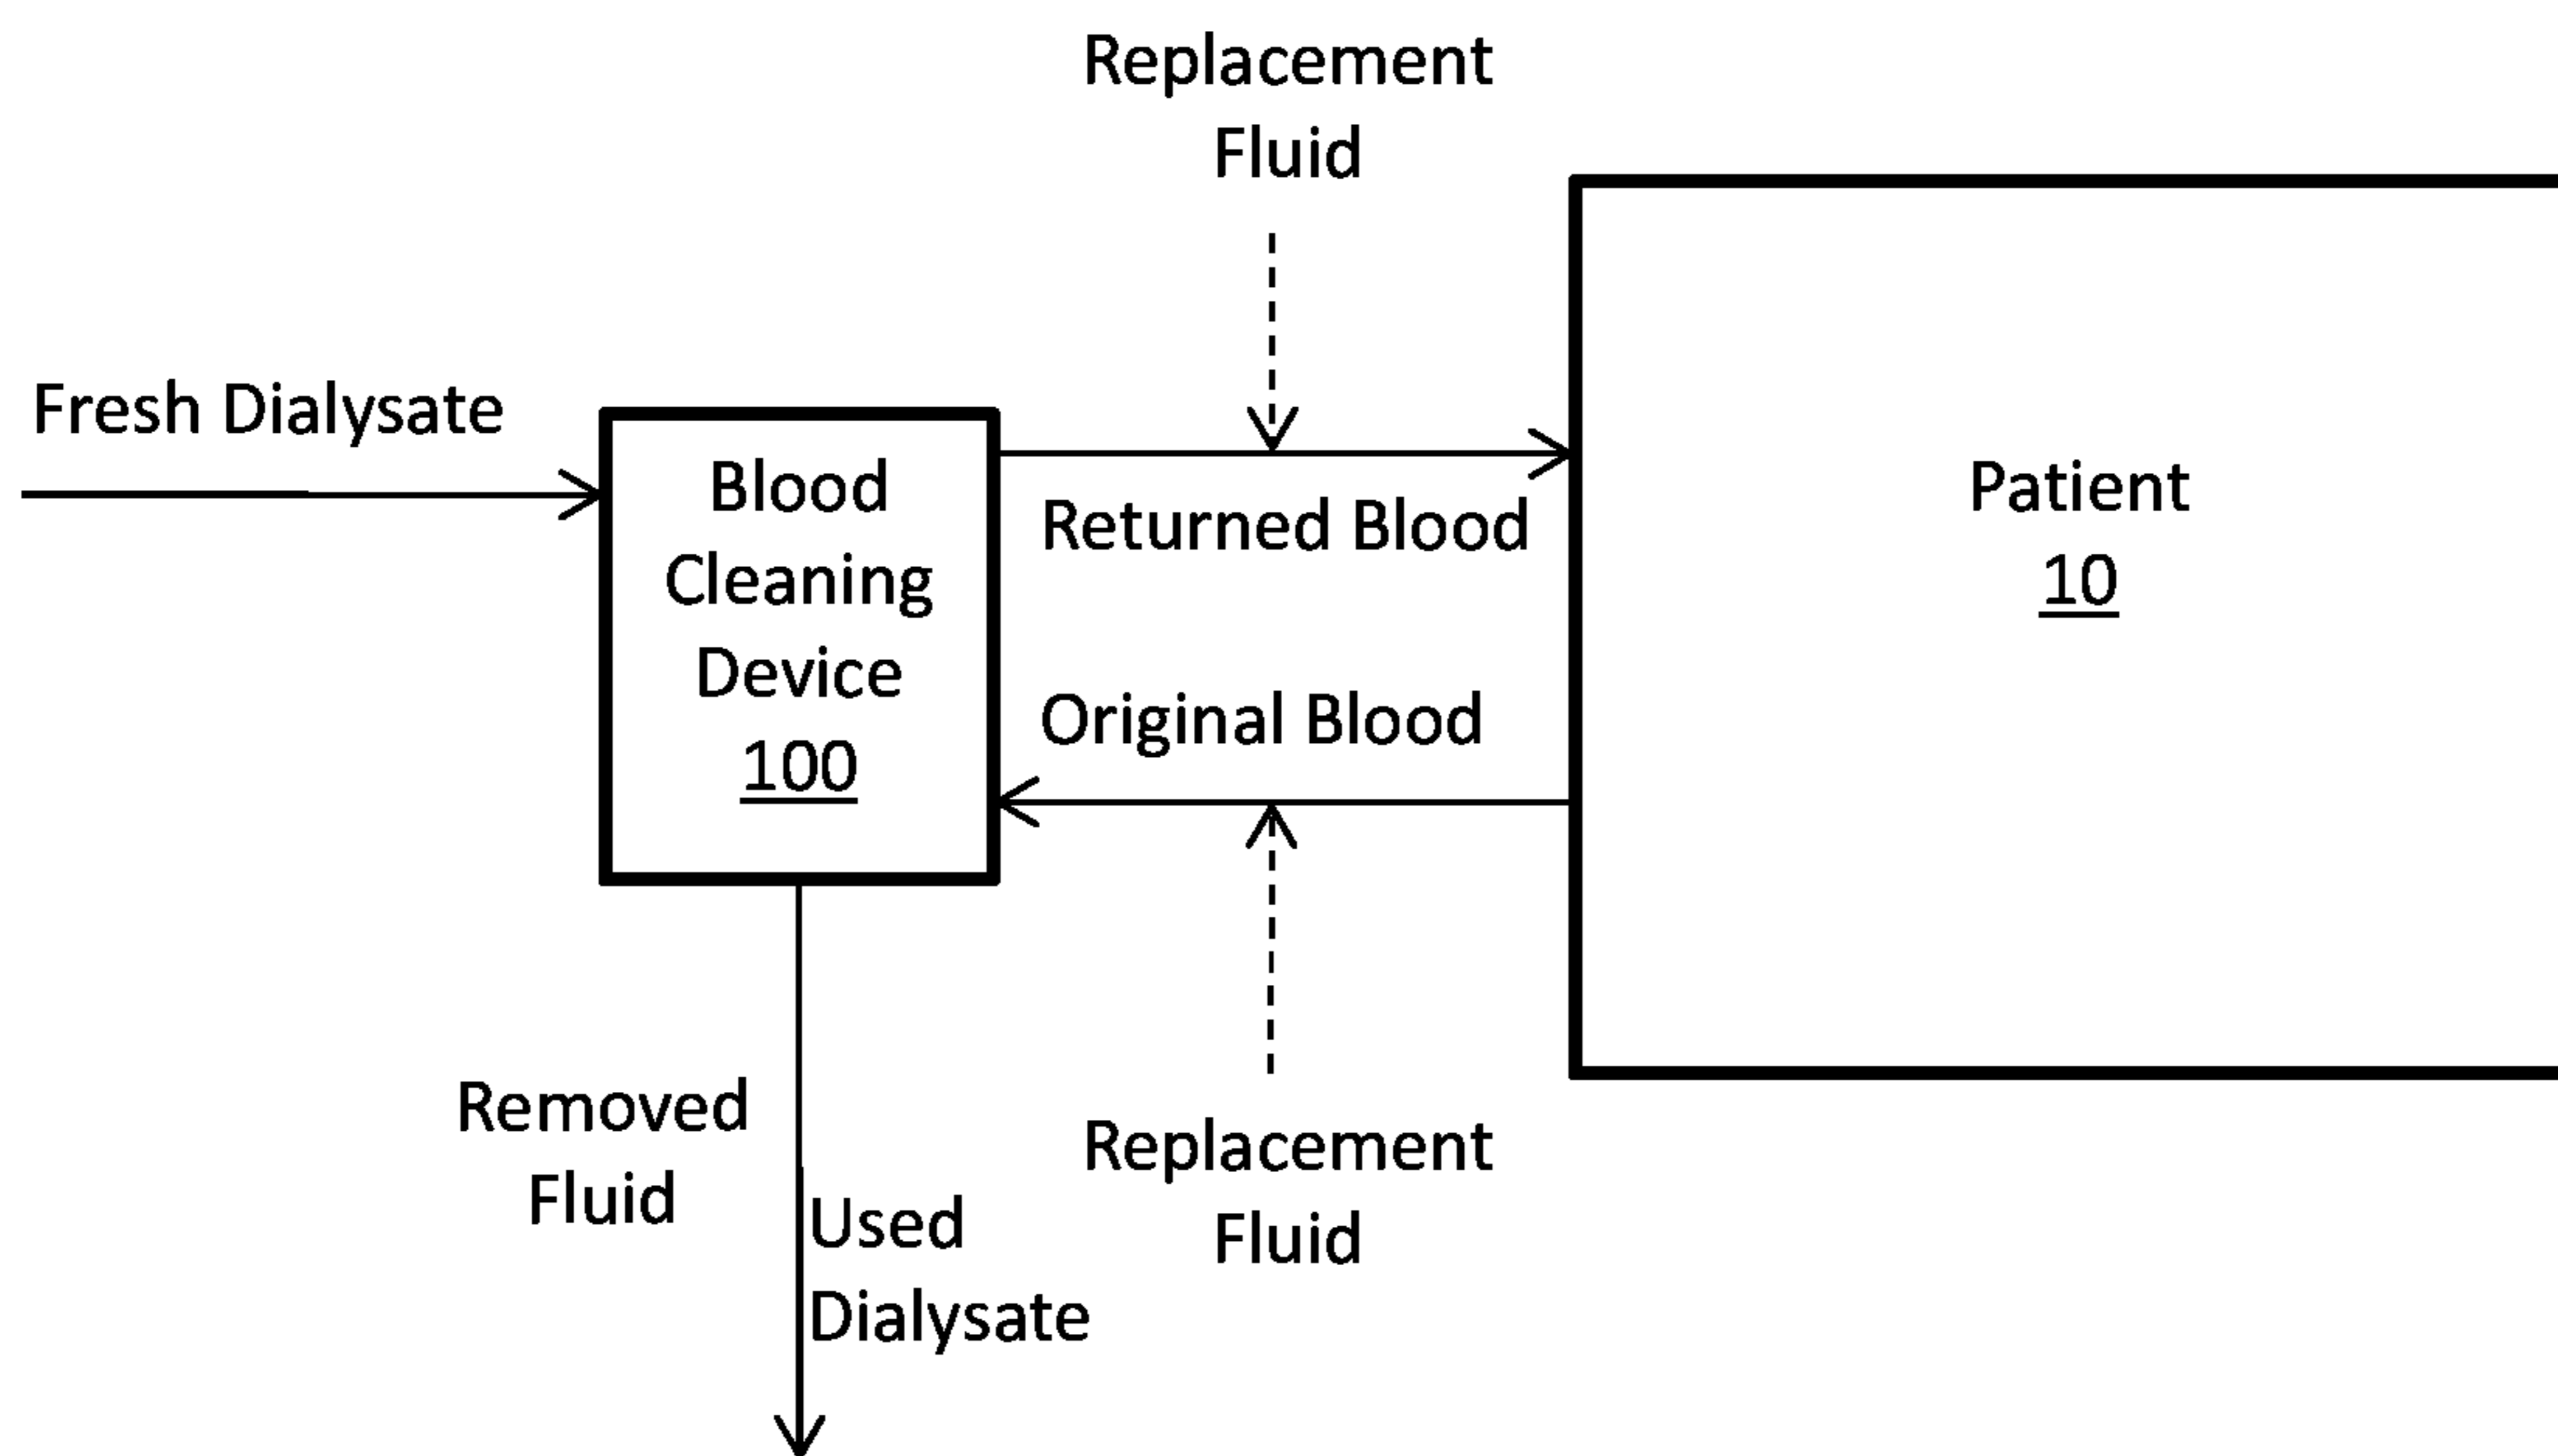 Replacement
Fluid
Fresh Dialysate
Blood
Cleaning
Device
100
Returned Blood
Original Blood
Patient
10
Removed
Fluid
Used
Dialysate
Replacement
Fluid